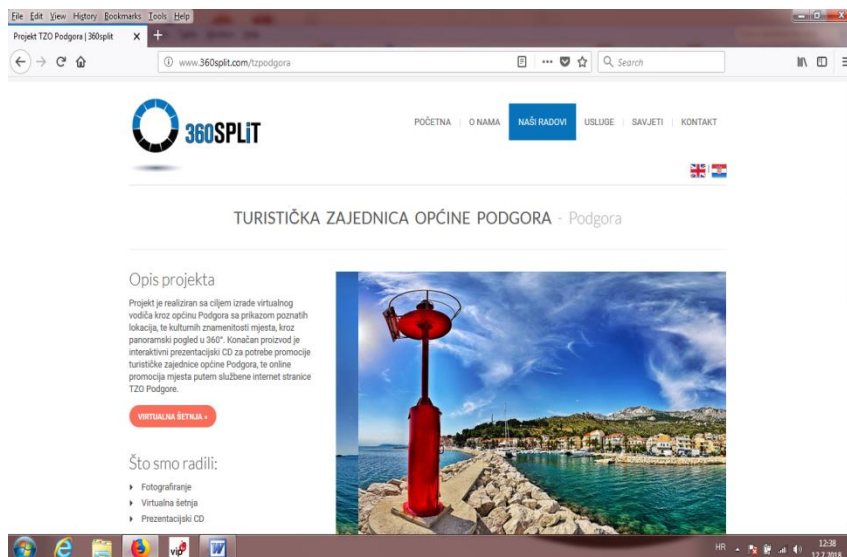 File Edit View History Bookmarks Tools Help
Projekt TZO Podgora | 360split
www.360split.com/tzpodgora
Search
360SPLiT
POČETNA | O NAMA NAŠI RADOVI USLUGE | SAVJETI | KONTAKT
TURISTIČKA ZAJEDNICA OPĆINE PODGORA - Podgora
Opis projekta
Projekt je realiziran sa ciljem izrade virtualnog
vodiča kroz općinu Podgora sa prikazom poznatih
lokacija, te kulturnih znamenitosti mjesta, kroz
panoramski pogled u 360°. Konačan proizvod je
interaktivni prezentacijski CD za potrebe promocije
turističke zajednice općine Podgora, te online
promocija mjesta putem službene internet stranice
TZO Podgore.
VIRTUALNA ŠETNJA »
Što smo radili:
Fotografiranje
Virtualna šetnja
Prezentacijski CD
vip
HR
12:38
12.7.2018